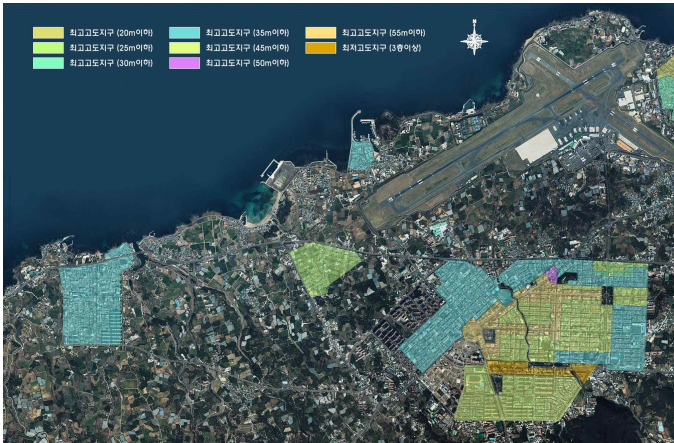 최고고도지구 (20m이하)
최고고도지구 (25m이하)
최고고도지구 (30m이하)
최고고도지구 (35m이하)
최고고도지구 (45m이하)
최고고도지구 (50m이하)
최고고도지구 (55m이하)
최저고도지구 (3층이상)